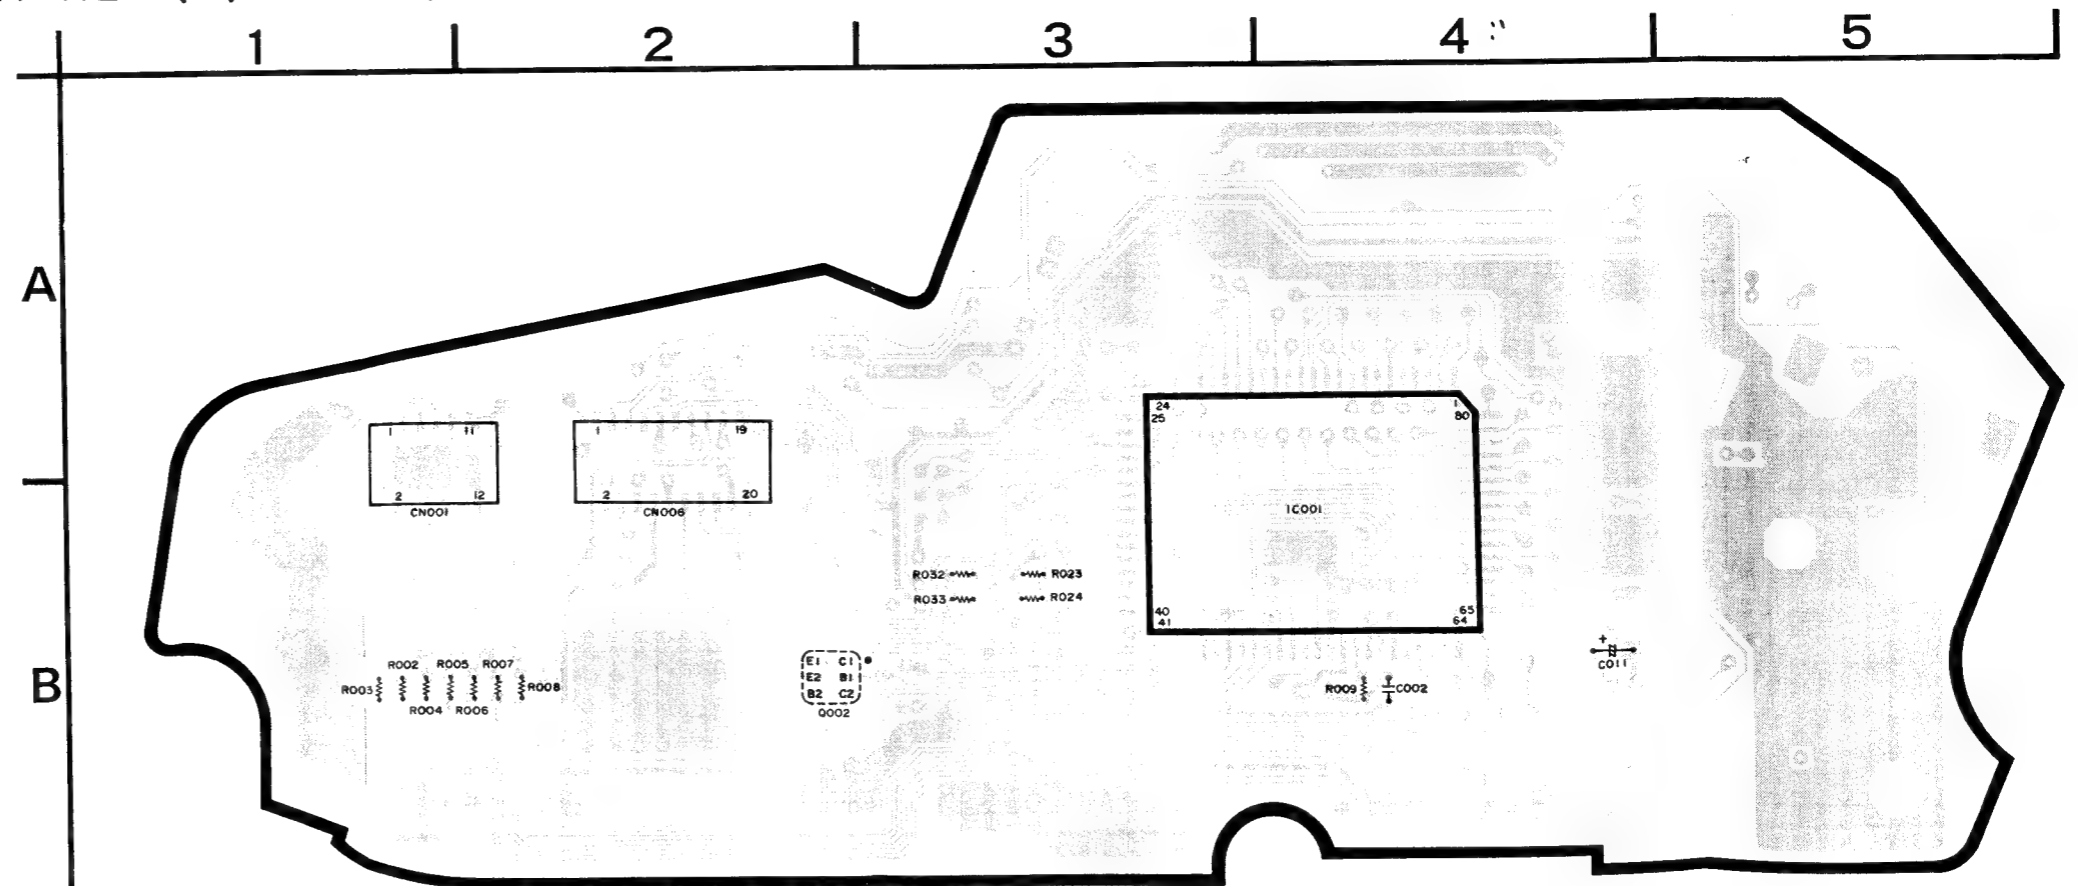 1 2 3 4 5
A
24 1
25 80
1 11 1 19
2 12 2 20
CN001 CN006
IC001
R032 R023
R033 R024
40 65
41 64
R002 R005 R007
E1 C1
E2 B1
B2 C2
Q002
R003 R008
R004 R006
B
R009 C002
+
C011